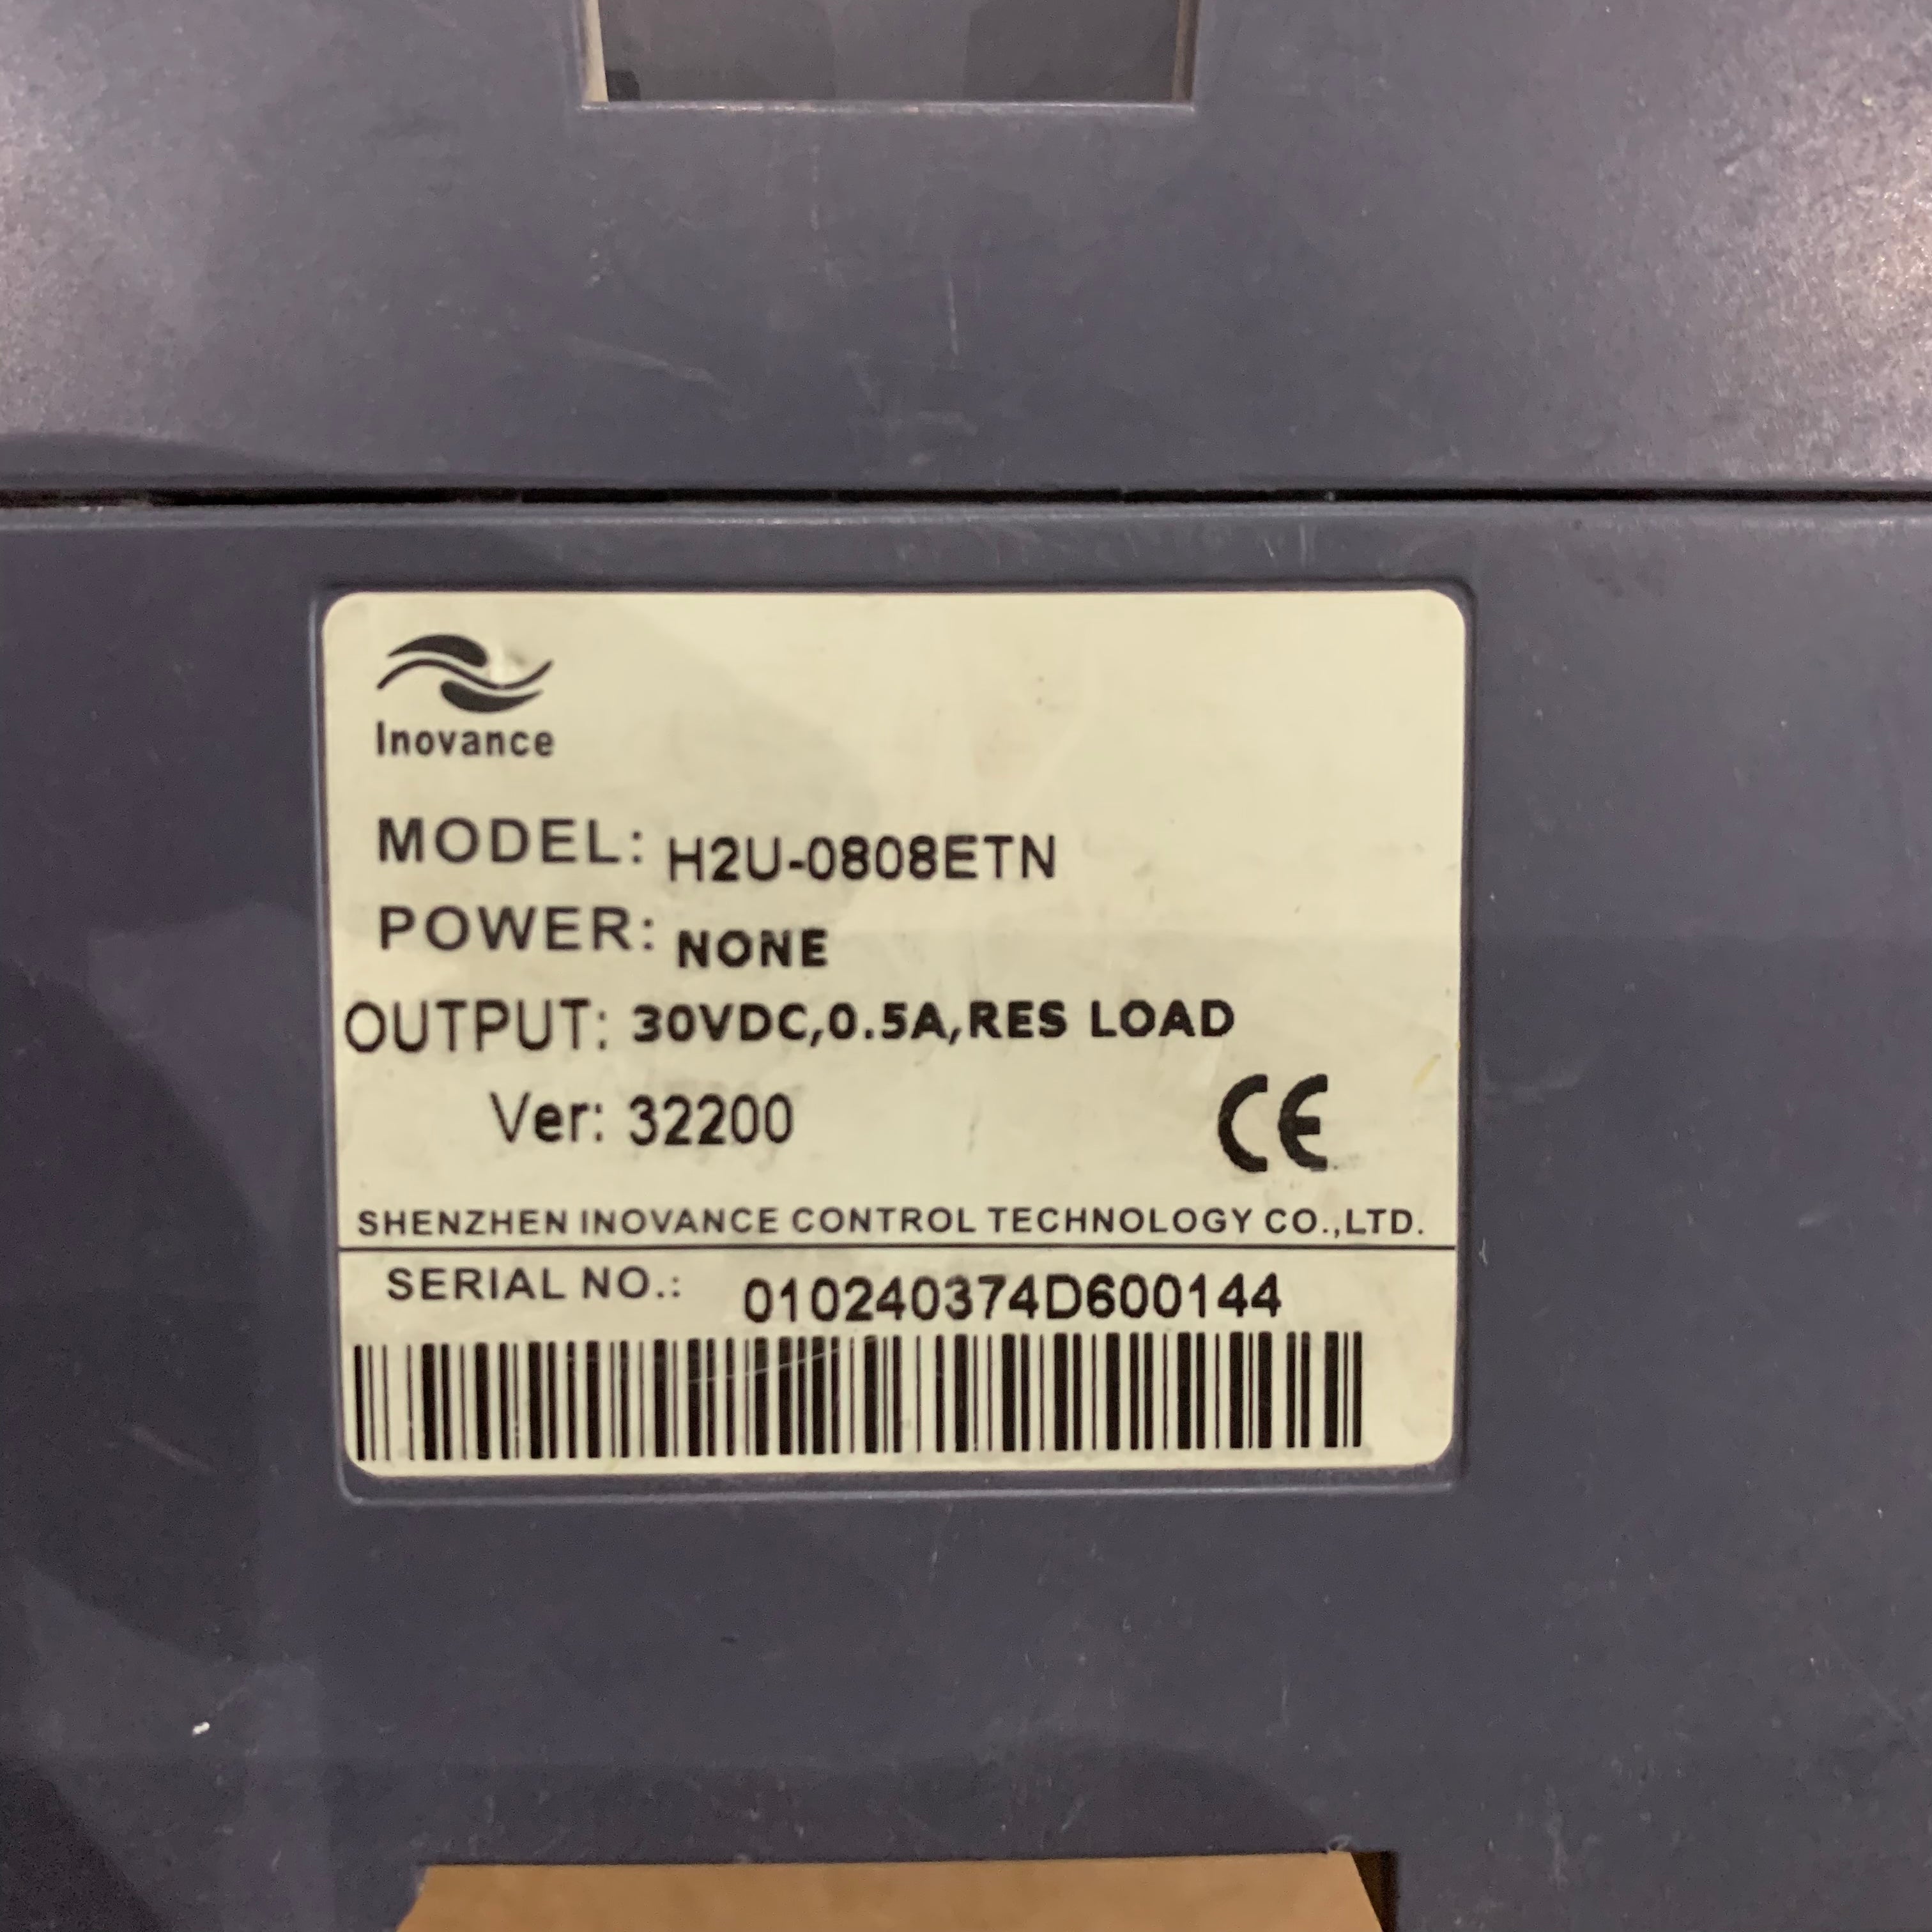 Inovance
MODEL: H2U-0808ETN
POWER: NONE
OUTPUT: 30VDC,0.5A,RES LOAD
Ver: 32200
CE
SHENZHEN INOVANCE CONTROL TECHNOLOGY CO.,LTD.
SERIAL NO.: 010240374D600144